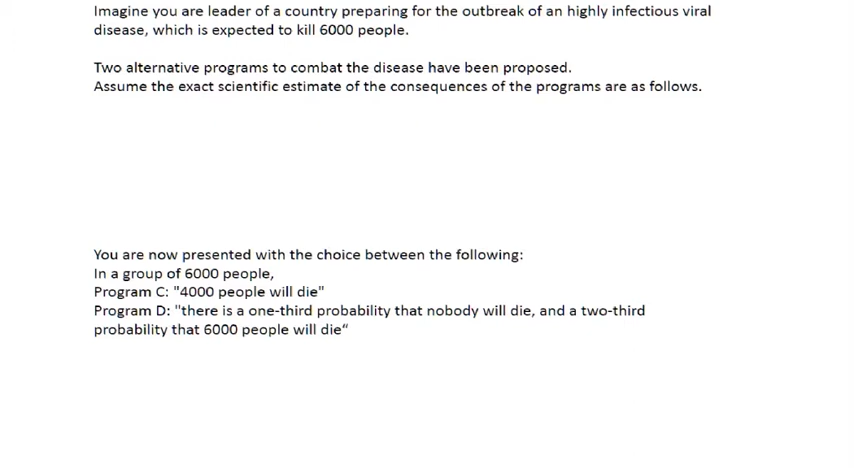 Imagine you are leader of a country preparing for the outbreak of an highly infectious viral
disease, which is expected to kill 6000 people.
Two alternative programs to combat the disease have been proposed.
Assume the exact scientific estimate of the consequences of the programs are as follows.
You are now presented with the choice between the following:
In a group of 6000 people,
Program C: "4000 people will die"
Program D: "there is a one-third probability that nobody will die, and a two-third
probability that 6000 people will die“